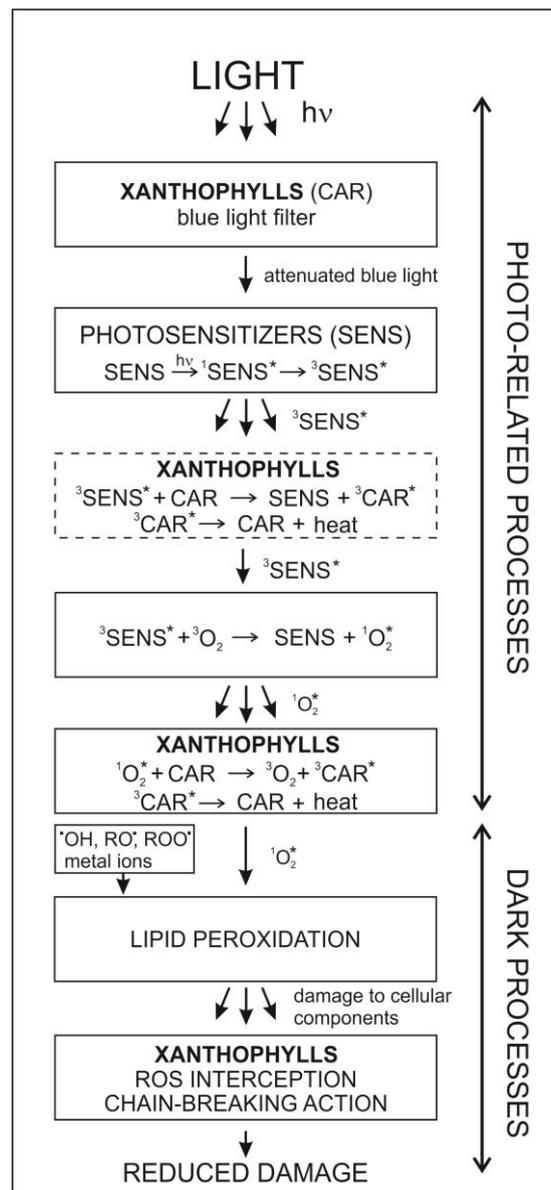 LIGHT
hν
XANTHOPHYLLS (CAR)
blue light filter
attenuated blue light
PHOTOSENSITIZERS (SENS)
SENS hν→ ¹SENS* → ³SENS*
³SENS*
XANTHOPHYLLS
³SENS* + CAR → SENS + ³CAR*
³CAR* → CAR + heat
³SENS*
³SENS* + ³O₂ → SENS + ¹O₂*
¹O₂*
XANTHOPHYLLS
¹O₂* + CAR → ³O₂ + ³CAR*
³CAR* → CAR + heat
•OH, RO•, ROO•
metal ions
¹O₂*
LIPID PEROXIDATION
damage to cellular
components
XANTHOPHYLLS
ROS INTERCEPTION
CHAIN-BREAKING ACTION
REDUCED DAMAGE
PHOTO-RELATED PROCESSES
DARK PROCESSES